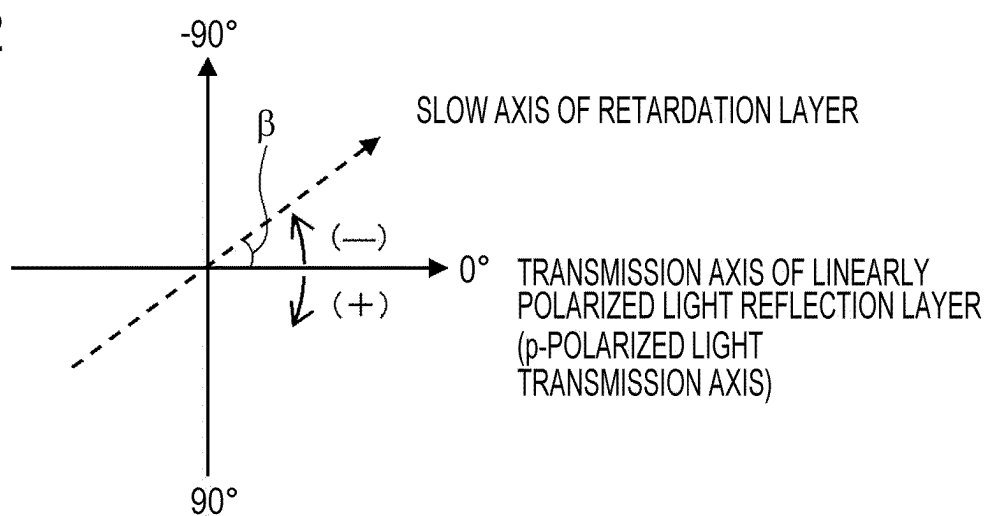 2
-90°
SLOW AXIS OF RETARDATION LAYER
β
(—)
0°
TRANSMISSION AXIS OF LINEARLY
POLARIZED LIGHT REFLECTION LAYER
(p-POLARIZED LIGHT
TRANSMISSION AXIS)
(+)
90°